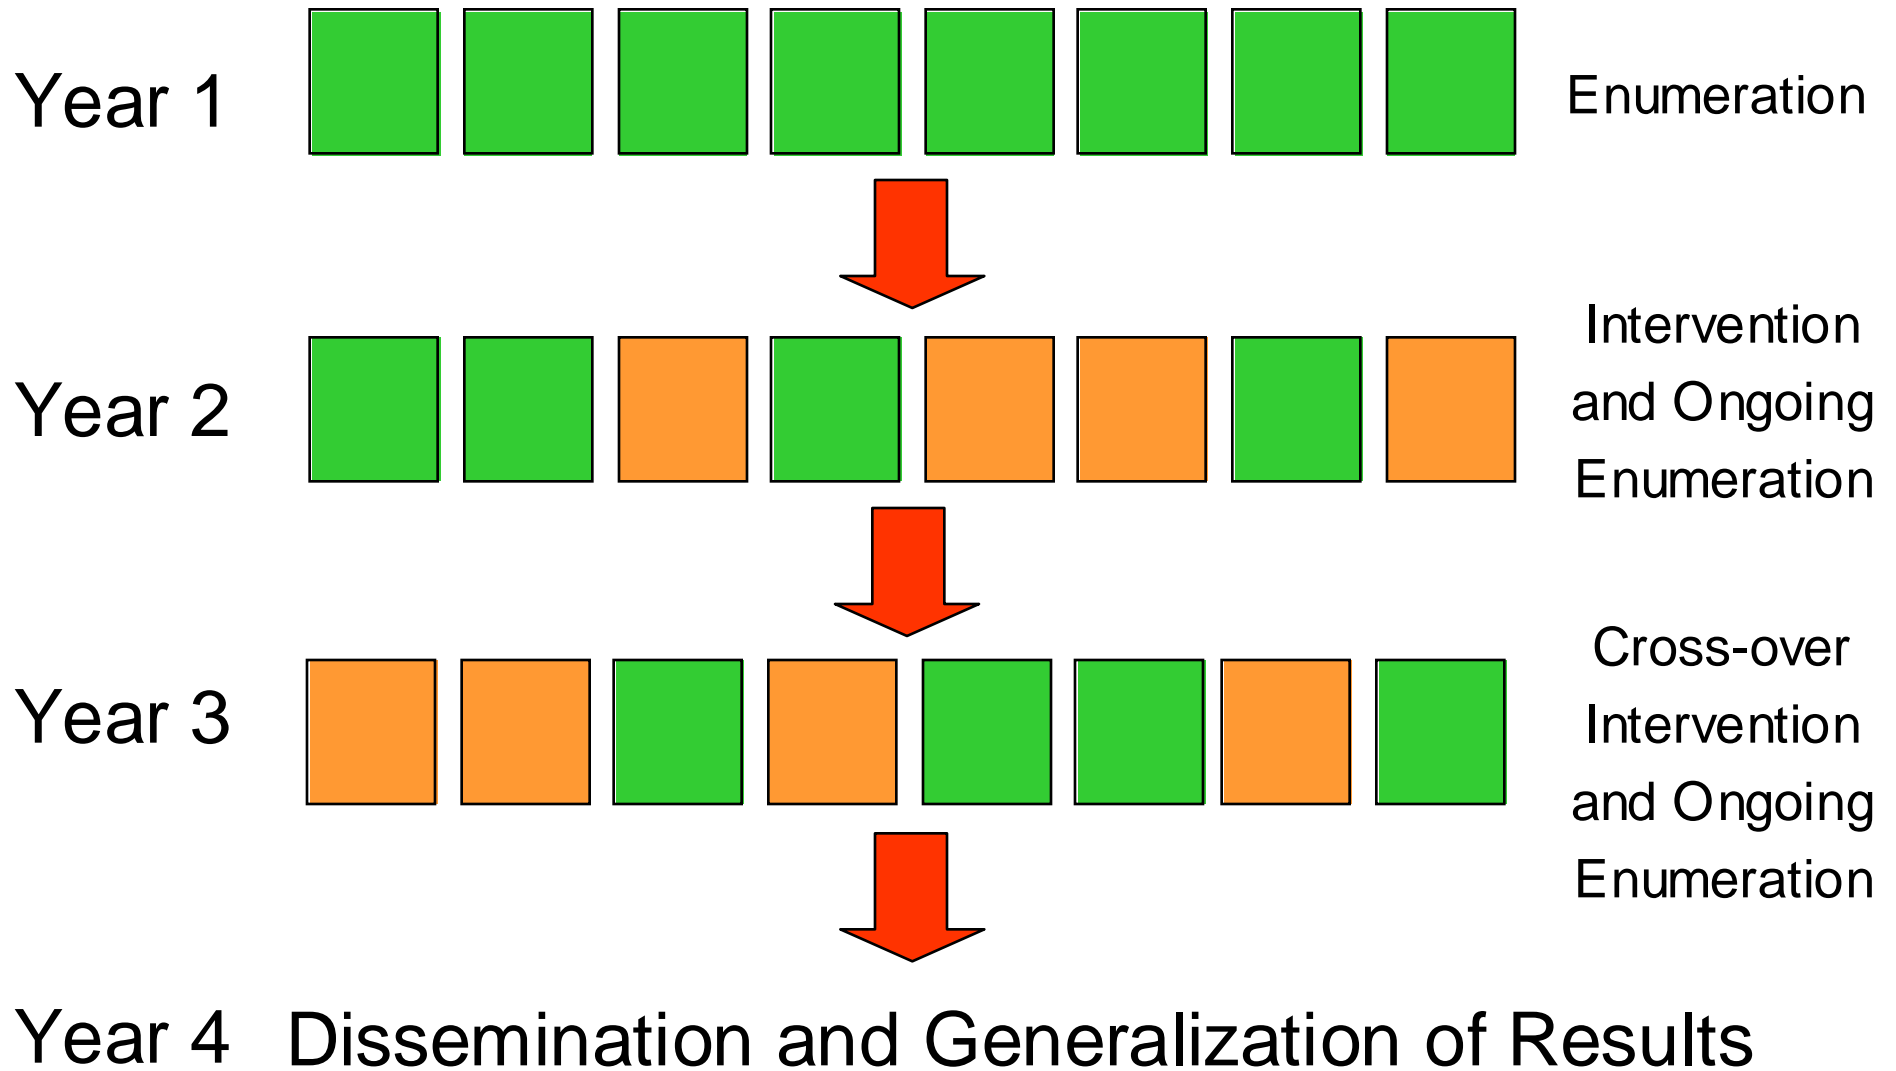 Year 1
Enumeration
Year 2
Intervention
and Ongoing
Enumeration
Year 3
Cross-over
Intervention
and Ongoing
Enumeration
Year 4 Dissemination and Generalization of Results